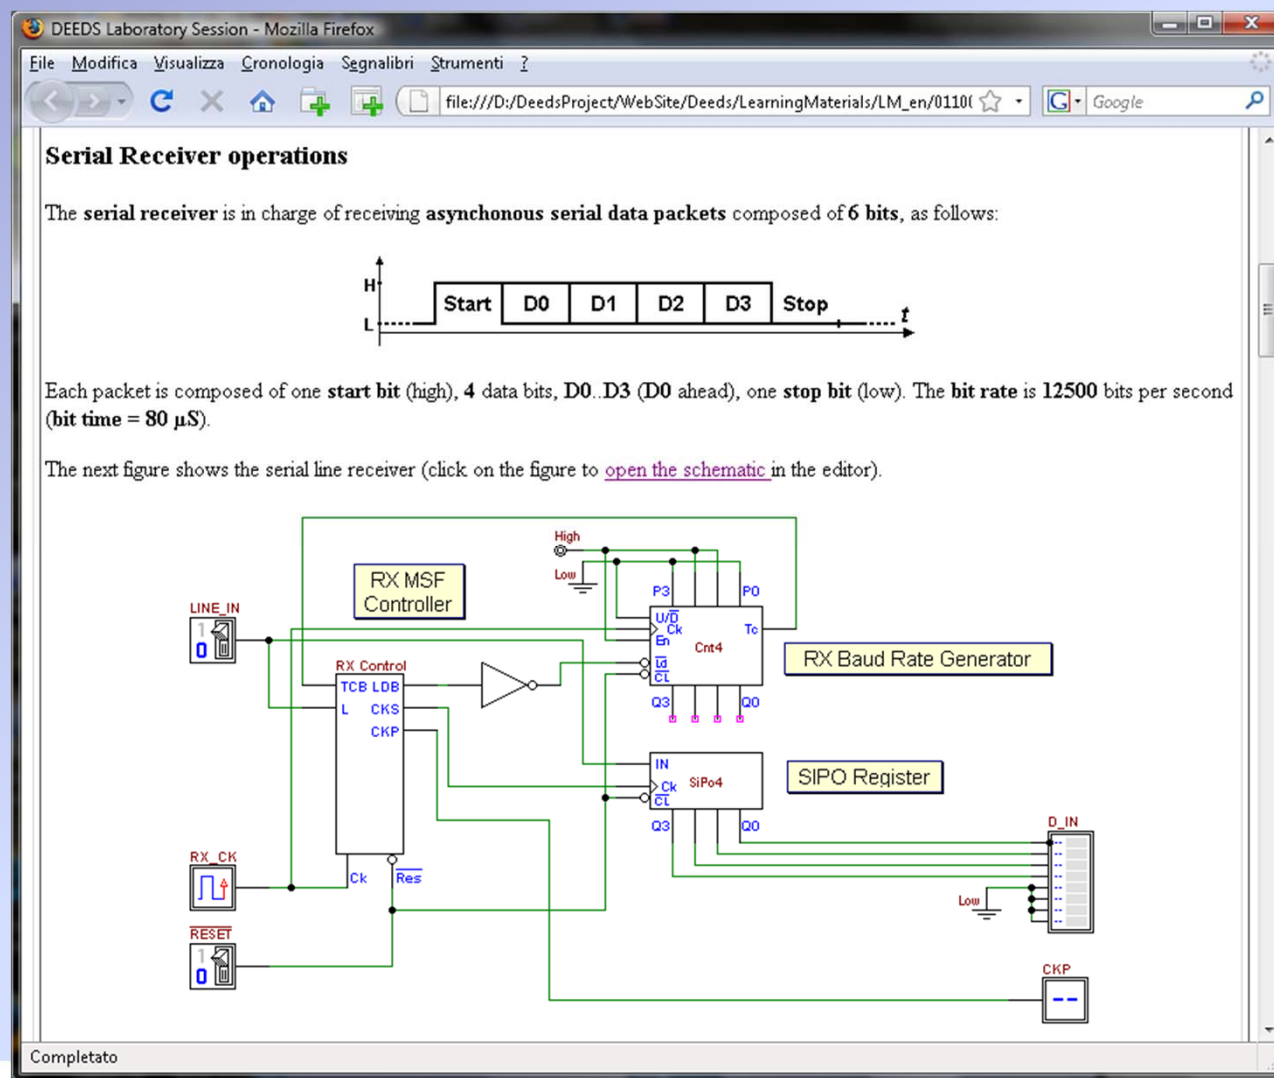 DEEDS Laboratory Session - Mozilla Firefox
File Modifica Visualizza Cronologia Segnalibri Strumenti ?
file:///D:/DeedsProject/WebSite/Deeds/LearningMaterials/LM_en/0110( G Google
Serial Receiver operations
The serial receiver is in charge of receiving asynchonous serial data packets composed of 6 bits, as follows:
H
Start D0 D1 D2 D3 Stop
L t
Each packet is composed of one start bit (high), 4 data bits, D0..D3 (D0 ahead), one stop bit (low). The bit rate is 12500 bits per second
(bit time = 80 µS).
The next figure shows the serial line receiver (click on the figure to open the schematic in the editor).
High
Low
RX MSF
Controller
P3 P0
LINE_IN
1
0
U/D
Ck Tc
En
Cnt4
Ld
CL
RX Baud Rate Generator
RX Control
TCB LDB
L CKS
CKP
Q3 Q0
IN
Ck SiPo4
CL
SIPO Register
Q3 Q0
D_IN
--
--
--
--
--
--
--
--
RX_CK
Ck Res
Low
RESET
1
0
CKP
--
Completato